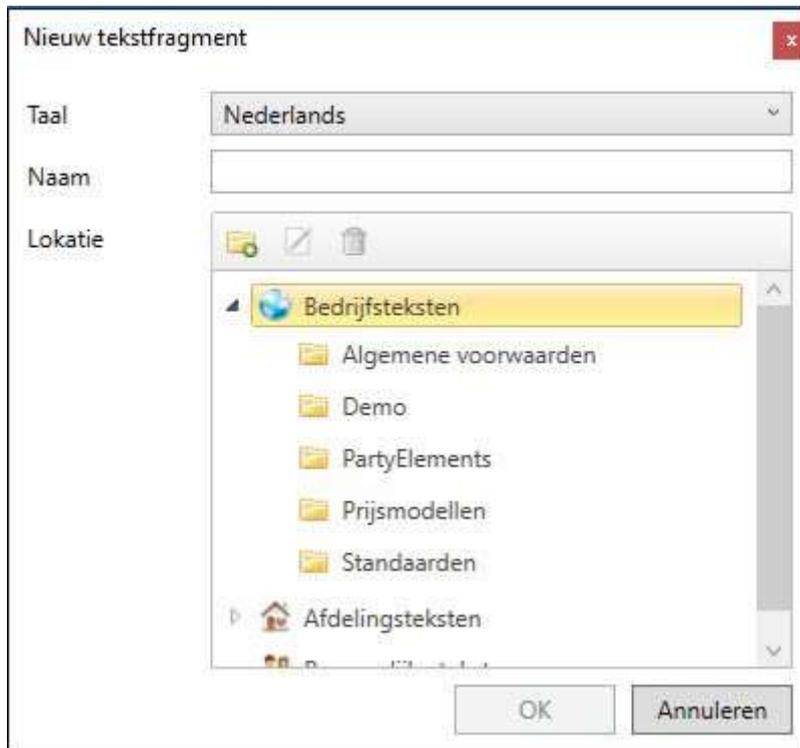 Nieuw tekstfragment
x
Taal
Nederlands
Naam
Lokatie
Bedrijfsteksten
Algemene voorwaarden
Demo
PartyElements
Prijsmodellen
Standaarden
Afdelingsteksten
OK
Annuleren